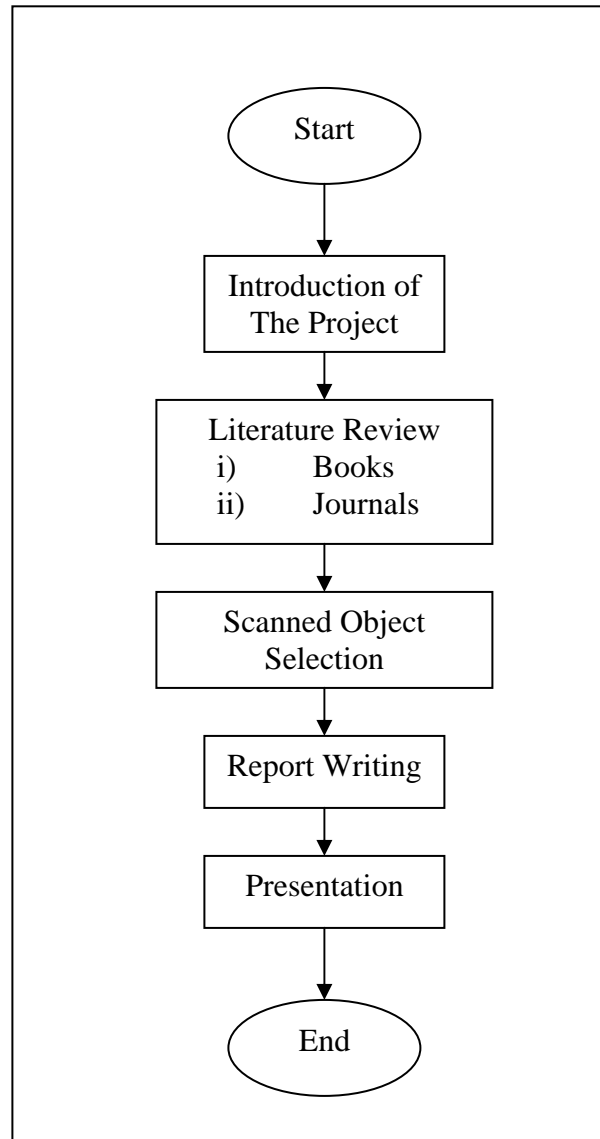 Start
Introduction of
The Project
Literature Review
i) Books
ii) Journals
Scanned Object
Selection
Report Writing
Presentation
End